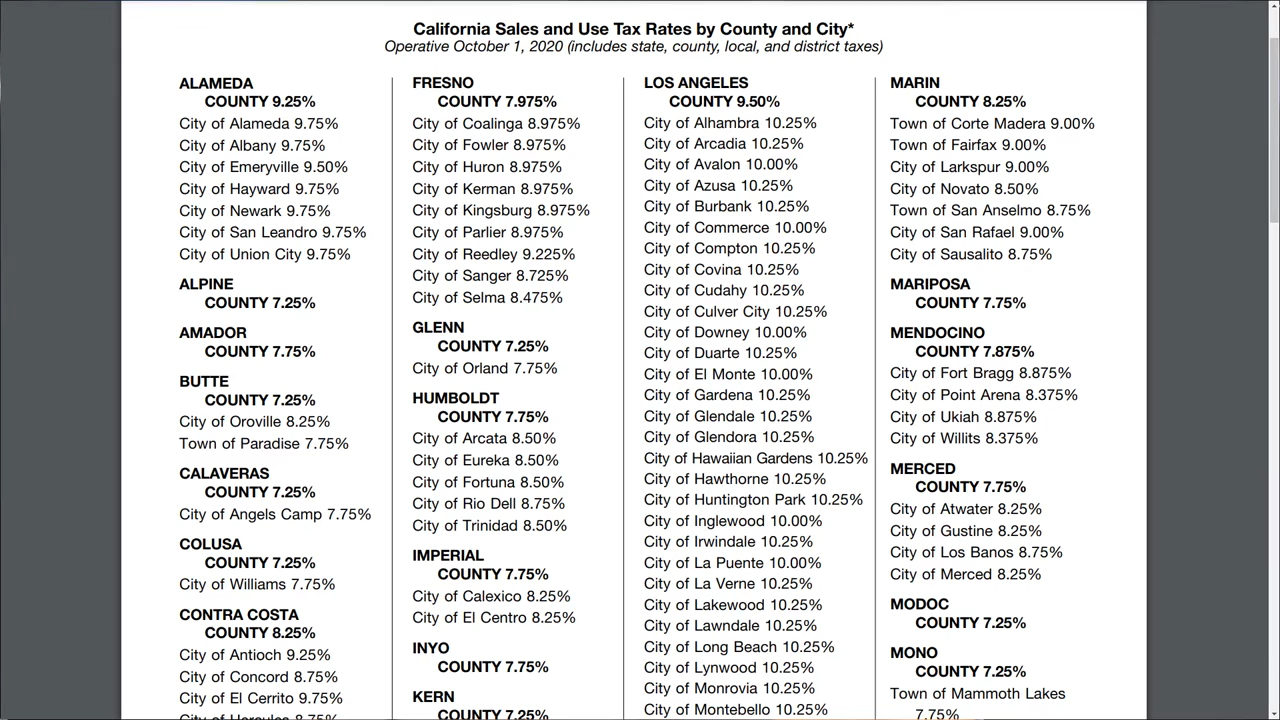 California Sales and Use Tax Rates by County and City*
Operative October 1, 2020 (includes state, county, local, and district taxes)
ALAMEDA
COUNTY 9.25%
City of Alameda 9.75%
City of Albany 9.75%
City of Emeryville 9.50%
City of Hayward 9.75%
City of Newark 9.75%
City of San Leandro 9.75%
City of Union City 9.75%
ALPINE
COUNTY 7.25%
AMADOR
COUNTY 7.75%
BUTTE
COUNTY 7.25%
City of Oroville 8.25%
Town of Paradise 7.75%
CALAVERAS
COUNTY 7.25%
City of Angels Camp 7.75%
COLUSA
COUNTY 7.25%
City of Williams 7.75%
CONTRA COSTA
COUNTY 8.25%
City of Antioch 9.25%
City of Concord 8.75%
City of El Cerrito 9.75%
City of Hercules 8.75%
FRESNO
COUNTY 7.975%
City of Coalinga 8.975%
City of Fowler 8.975%
City of Huron 8.975%
City of Kerman 8.975%
City of Kingsburg 8.975%
City of Parlier 8.975%
City of Reedley 9.225%
City of Sanger 8.725%
City of Selma 8.475%
GLENN
COUNTY 7.25%
City of Orland 7.75%
HUMBOLDT
COUNTY 7.75%
City of Arcata 8.50%
City of Eureka 8.50%
City of Fortuna 8.50%
City of Rio Dell 8.75%
City of Trinidad 8.50%
IMPERIAL
COUNTY 7.75%
City of Calexico 8.25%
City of El Centro 8.25%
INYO
COUNTY 7.75%
KERN
COUNTY 7.25%
LOS ANGELES
COUNTY 9.50%
City of Alhambra 10.25%
City of Arcadia 10.25%
City of Avalon 10.00%
City of Azusa 10.25%
City of Burbank 10.25%
City of Commerce 10.00%
City of Compton 10.25%
City of Covina 10.25%
City of Cudahy 10.25%
City of Culver City 10.25%
City of Downey 10.00%
City of Duarte 10.25%
City of El Monte 10.00%
City of Gardena 10.25%
City of Glendale 10.25%
City of Glendora 10.25%
City of Hawaiian Gardens 10.25%
City of Hawthorne 10.25%
City of Huntington Park 10.25%
City of Inglewood 10.00%
City of Irwindale 10.25%
City of La Puente 10.00%
City of La Verne 10.25%
City of Lakewood 10.25%
City of Lawndale 10.25%
City of Long Beach 10.25%
City of Lynwood 10.25%
City of Monrovia 10.25%
City of Montebello 10.25%
MARIN
COUNTY 8.25%
Town of Corte Madera 9.00%
Town of Fairfax 9.00%
City of Larkspur 9.00%
City of Novato 8.50%
Town of San Anselmo 8.75%
City of San Rafael 9.00%
City of Sausalito 8.75%
MARIPOSA
COUNTY 7.75%
MENDOCINO
COUNTY 7.875%
City of Fort Bragg 8.875%
City of Point Arena 8.375%
City of Ukiah 8.875%
City of Willits 8.375%
MERCED
COUNTY 7.75%
City of Atwater 8.25%
City of Gustine 8.25%
City of Los Banos 8.75%
City of Merced 8.25%
MODOC
COUNTY 7.25%
MONO
COUNTY 7.25%
Town of Mammoth Lakes
7.75%